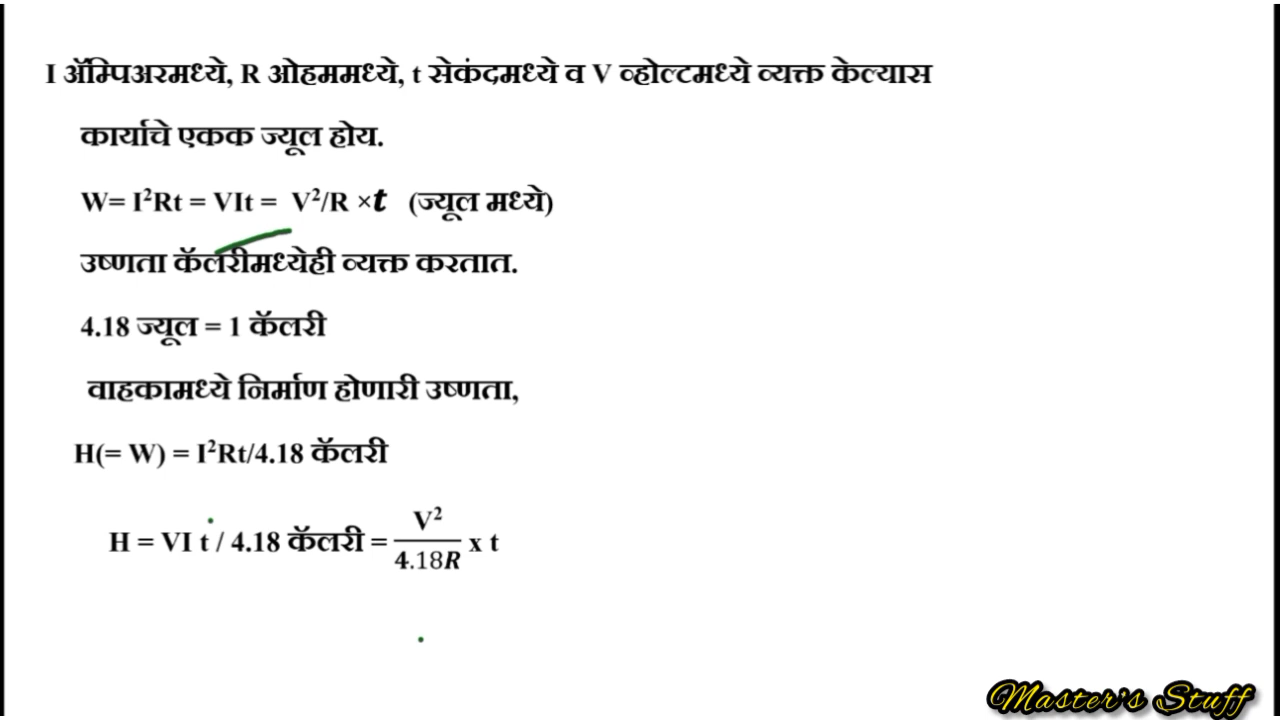 I ॲम्पिअरमध्ये, R ओहममध्ये, t सेकंदमध्ये व V व्होल्टमध्ये व्यक्त केल्यास
कार्याचे एकक ज्यूल होय.
W= I²Rt = VIt = V²/R ×t (ज्यूल मध्ये)
उष्णता कॅलरीमध्येही व्यक्त करतात.
4.18 ज्यूल = 1 कॅलरी
वाहकामध्ये निर्माण होणारी उष्णता,
H(= W) = I²Rt/4.18 कॅलरी
H = VI t / 4.18 कॅलरी = V²/4.18R x t
Master's Stuff